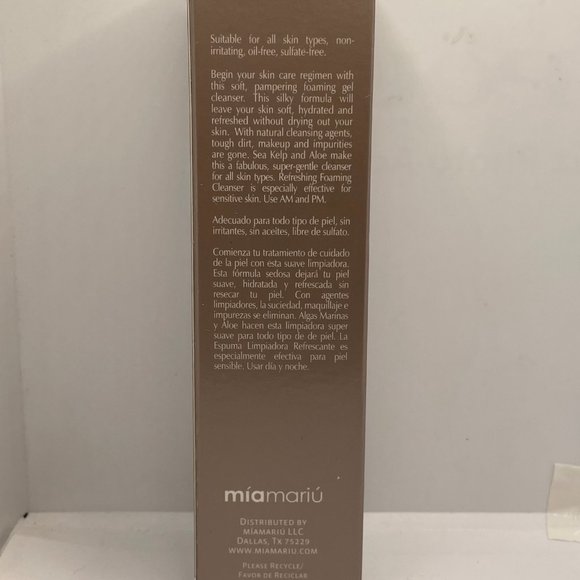 Suitable for all skin types, non-
irritating, oil-free, sulfate-free.
Begin your skin care regimen with
this soft, pampering foaming gel
cleanser. This silky formula will
leave your skin soft, hydrated and
refreshed without drying out your
skin. With natural cleansing agents,
tough dirt, makeup and impurities
are gone. Sea Kelp and Aloe make
this a fabulous, super-gentle cleanser
for all skin types. Refreshing Foaming
Cleanser is especially effective for
sensitive skin. Use AM and PM.
Adecuado para todo tipo de piel, sin
irritantes, sin aceites, libre de sulfato.
Comienza tu tratamiento de cuidado
de la piel con esta suave limpiadora.
Esta fórmula sedosa dejará tu piel
suave, hidratada y refrescada sin
resecar tu piel. Con agentes
limpiadores, la suciedad, maquillaje e
impurezas se eliminan. Algas Marinas
y Aloe hacen esta limpiadora super
suave para todo tipo de de piel. La
Espuma Limpiadora Refrescante es
especialmente efectiva para piel
sensible. Usar día y noche.
míamariú
DISTRIBUTED BY
MÍAMARIÚ LLC
DALLAS, TX 75229
WWW.MIAMARIU.COM
PLEASE RECYCLE/
FAVOR DE RECICLAR